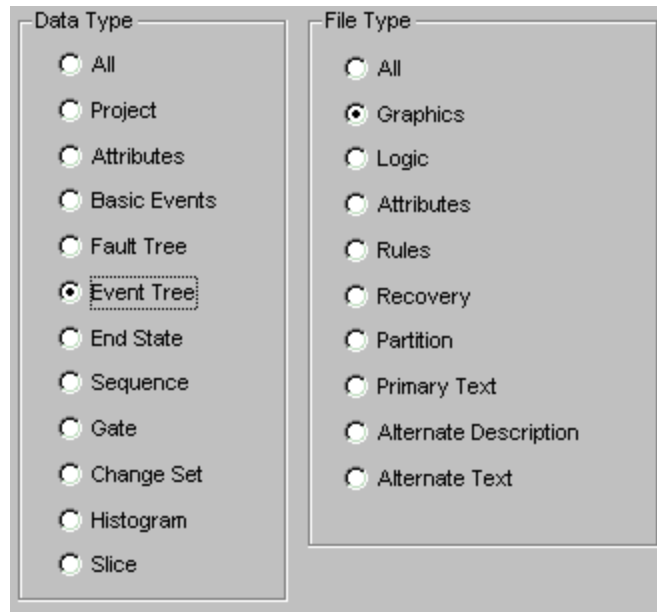 Data Type
All
Project
Attributes
Basic Events
Fault Tree
Event Tree
End State
Sequence
Gate
Change Set
Histogram
Slice
File Type
All
Graphics
Logic
Attributes
Rules
Recovery
Partition
Primary Text
Alternate Description
Alternate Text